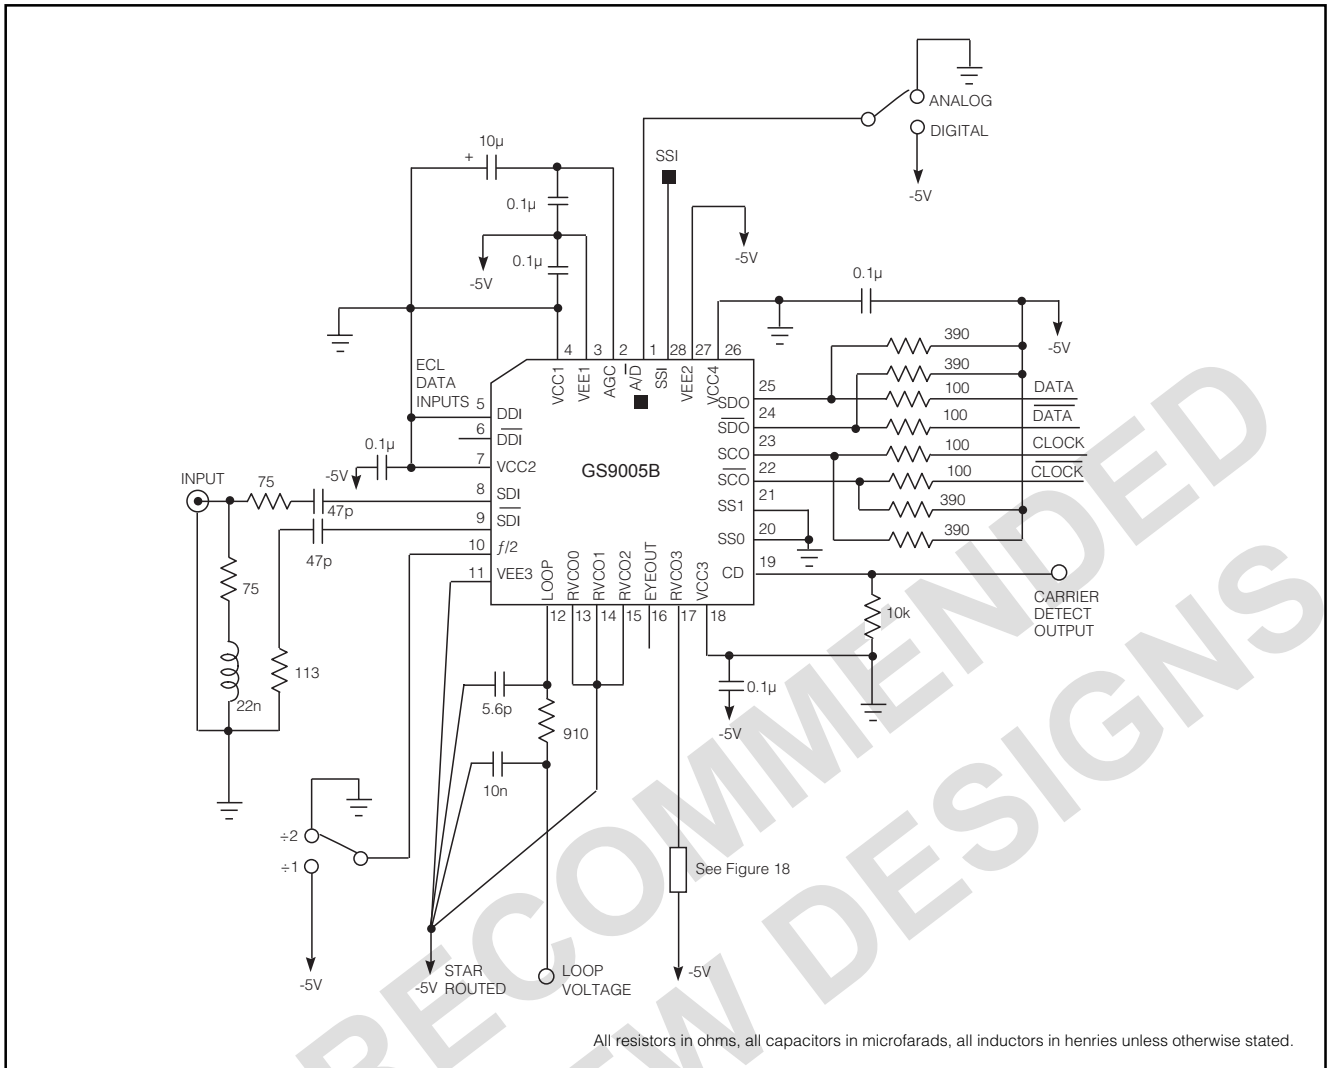 ANALOG
DIGITAL
-5V
10µ
+
SSI
0.1µ
-5V
0.1µ
-5V
0.1µ
-5V
4 3 2 1 28 27 26
VCC1
VEE1
AGC
A/D
SSI
VEE2
VCC4
ECL
DATA
INPUTS
5 DDI
6 DDI
7 VCC2
8 SDI
9 SDI
10 ƒ/2
11 VEE3
GS9005B
SDO 25
SDO 24
SCO 23
SCO 22
SS1 21
SS0 20
CD 19
390
390
100 DATA
100 DATA
100 CLOCK
100 CLOCK
390
390
0.1µ
-5V
INPUT
75
47p
47p
75
22n
113
LOOP
RVCO0
RVCO1
RVCO2
EYEOUT
RVCO3
VCC3
12 13 14 15 16 17 18
10k
CARRIER
DETECT
OUTPUT
0.1µ
-5V
5.6p
910
10n
÷2
÷1
-5V
See Figure 18
-5V
STAR
ROUTED
LOOP
VOLTAGE
-5V
RECOMMENDED
EW DESIGNS
All resistors in ohms, all capacitors in microfarads, all inductors in henries unless otherwise stated.